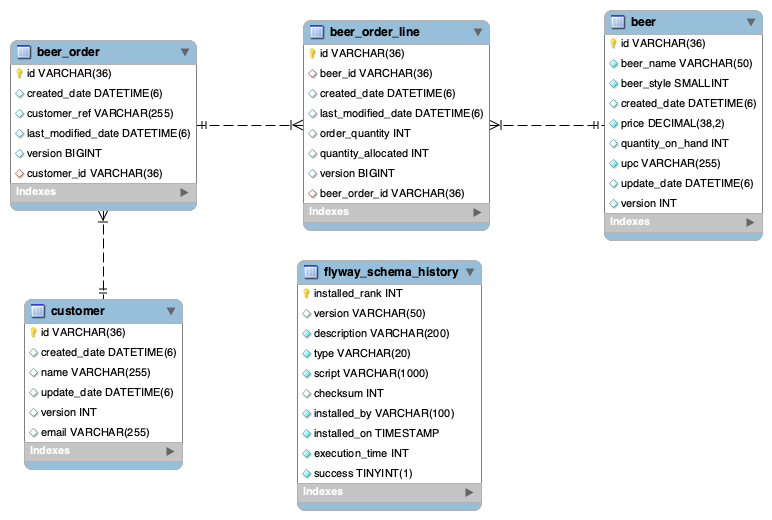 beer_order
id VARCHAR(36)
created_date DATETIME(6)
customer_ref VARCHAR(255)
last_modified_date DATETIME(6)
version BIGINT
customer_id VARCHAR(36)
Indexes
beer_order_line
id VARCHAR(36)
beer_id VARCHAR(36)
created_date DATETIME(6)
last_modified_date DATETIME(6)
order_quantity INT
quantity_allocated INT
version BIGINT
beer_order_id VARCHAR(36)
Indexes
beer
id VARCHAR(36)
beer_name VARCHAR(50)
beer_style SMALLINT
created_date DATETIME(6)
price DECIMAL(38,2)
quantity_on_hand INT
upc VARCHAR(255)
update_date DATETIME(6)
version INT
Indexes
customer
id VARCHAR(36)
created_date DATETIME(6)
name VARCHAR(255)
update_date DATETIME(6)
version INT
email VARCHAR(255)
Indexes
flyway_schema_history
installed_rank INT
version VARCHAR(50)
description VARCHAR(200)
type VARCHAR(20)
script VARCHAR(1000)
checksum INT
installed_by VARCHAR(100)
installed_on TIMESTAMP
execution_time INT
success TINYINT(1)
Indexes